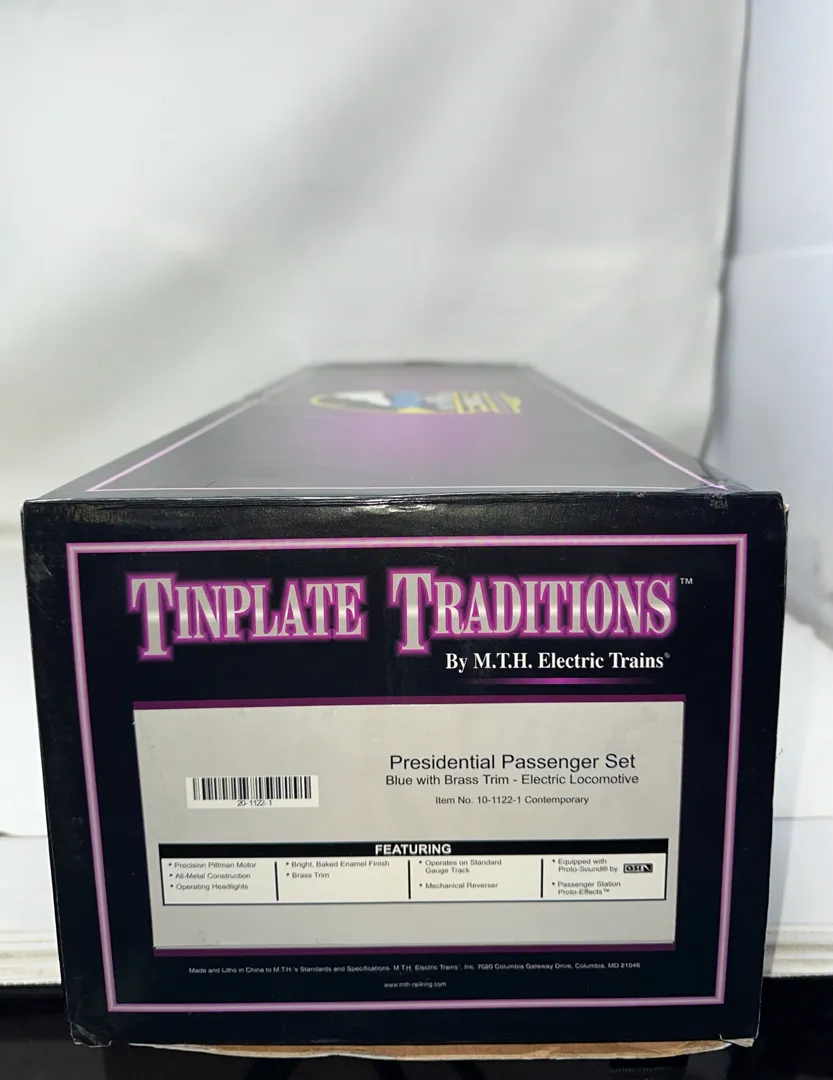 TINPLATE TRADITIONS™
By M.T.H. Electric Trains®
Presidential Passenger Set
Blue with Brass Trim - Electric Locomotive
Item No. 10-1122-1 Contemporary
20-1122-1
FEATURING
• Precision Pittman Motor
• All-Metal Construction
• Operating Headlights
• Bright, Baked Enamel Finish
• Brass Trim
• Operates on Standard
Gauge Track
• Mechanical Reverser
• Equipped with
Proto-Sound® by QSI
• Passenger Station
Proto-Effects™
Made and Litho in China to M.T.H.'s Standards and Specifications. M.T.H. Electric Trains®, Inc. 7020 Columbia Gateway Drive, Columbia, MD 21046
www.mth-railking.com